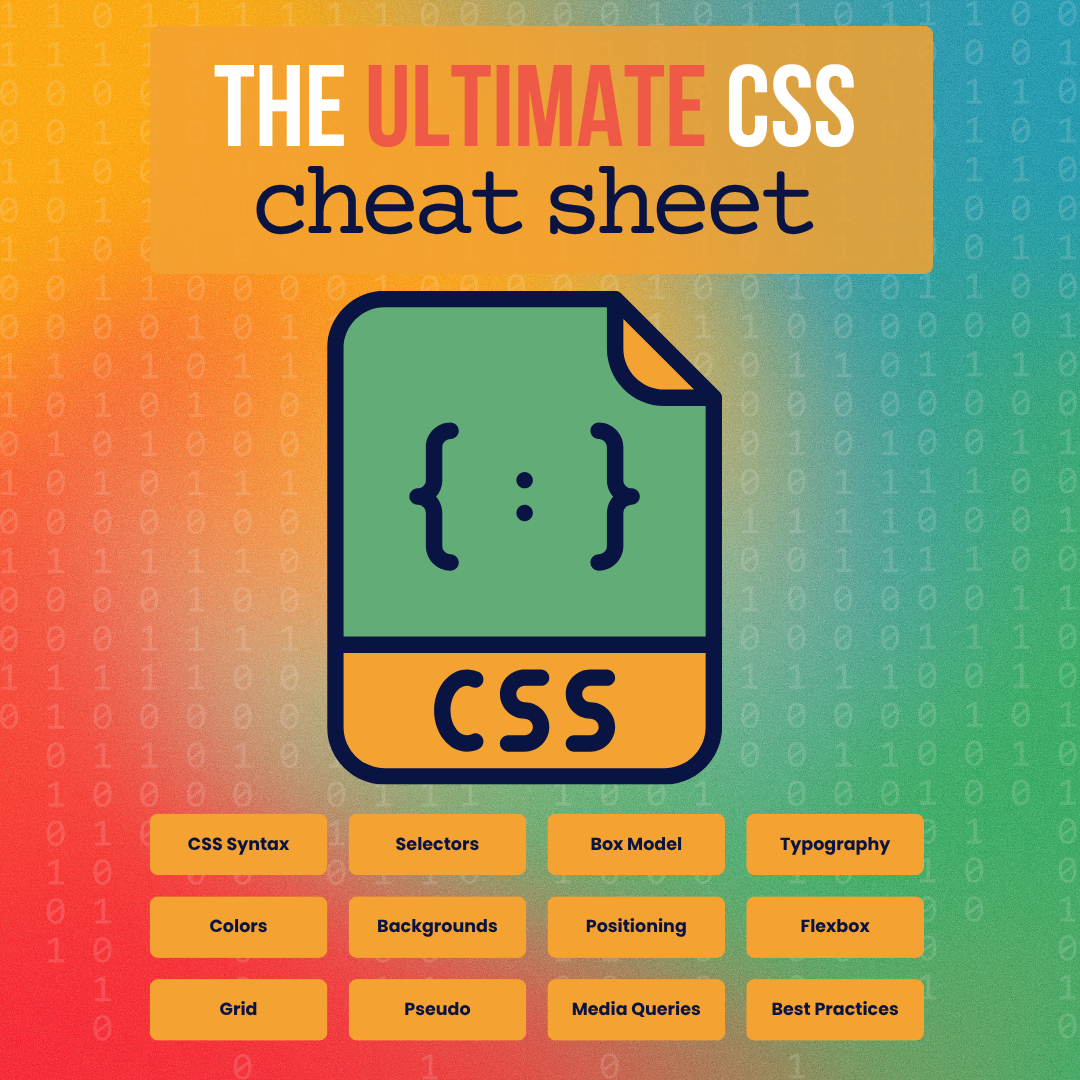 THE ULTIMATE CSS
cheat sheet
{ : }
CSS
CSS Syntax
Selectors
Box Model
Typography
Colors
Backgrounds
Positioning
Flexbox
Grid
Pseudo
Media Queries
Best Practices